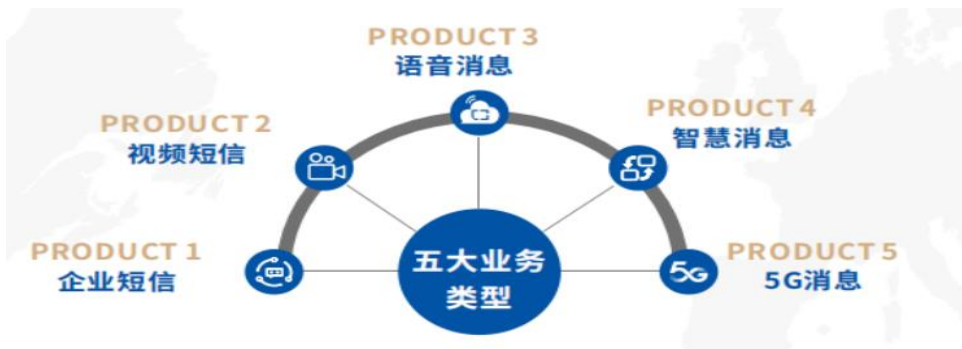 PRODUCT 3
语音消息
PRODUCT 2
视频短信
PRODUCT 4
智慧消息
PRODUCT 1
企业短信
五大业务
类型
5G
PRODUCT 5
5G消息